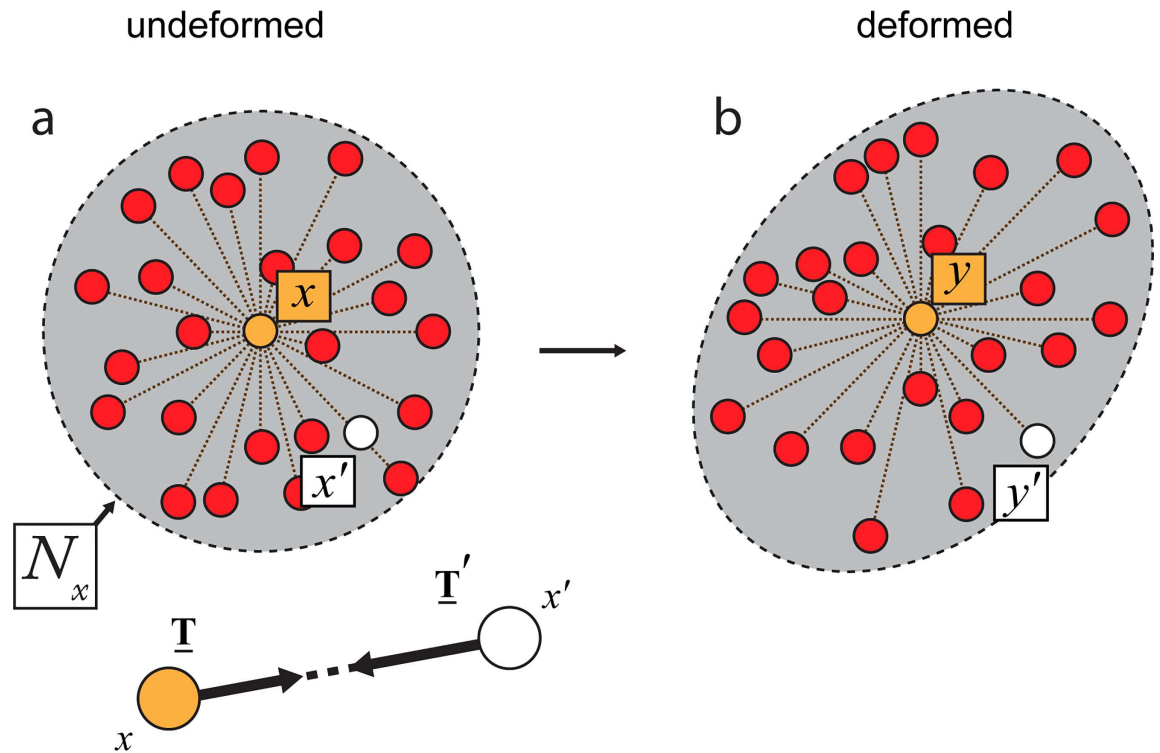 undeformed
deformed
a
b
x
y
x′
y′
N_x
T
T′
x′
x